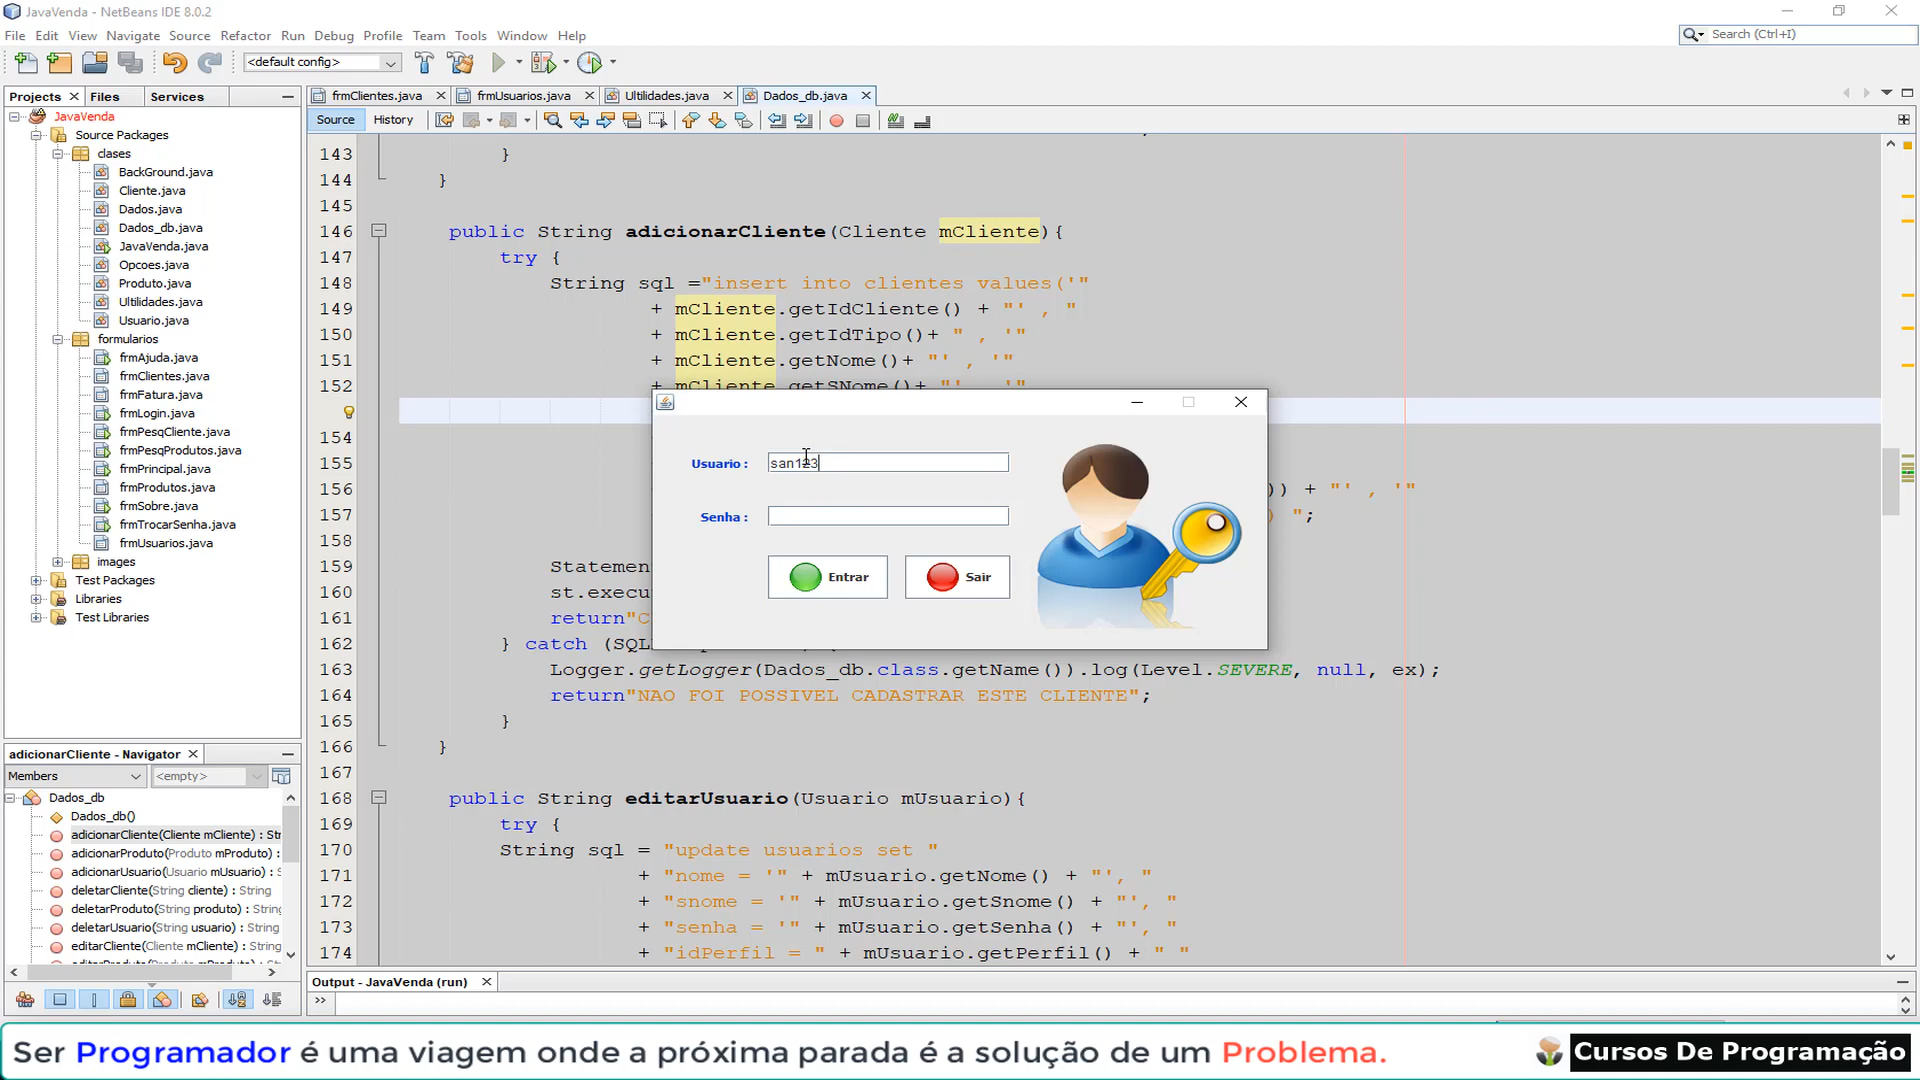 JavaVenda - NetBeans IDE 8.0.2
File Edit View Navigate Source Refactor Run Debug Profile Team Tools Window Help
Search (Ctrl+I)
<default config>
Projects Files Services
frmClientes.java frmUsuarios.java Ultilidades.java Dados_db.java
Source History
JavaVenda
Source Packages
clases
BackGround.java
Cliente.java
Dados.java
Dados_db.java
JavaVenda.java
Opcoes.java
Produto.java
Ultilidades.java
Usuario.java
formularios
frmAjuda.java
frmClientes.java
frmFatura.java
frmLogin.java
frmPesqCliente.java
frmPesqProdutos.java
frmPrincipal.java
frmProdutos.java
frmSobre.java
frmTrocarSenha.java
frmUsuarios.java
images
Test Packages
Libraries
Test Libraries
adicionarCliente - Navigator
Members <empty>
Dados_db
Dados_db()
adicionarCliente(Cliente mCliente) : Str
adicionarProduto(Produto mProduto) :
adicionarUsuario(Usuario mUsuario) : S
deletarCliente(String cliente) : String
deletarProduto(String produto) : String
deletarUsuario(String usuario) : String
editarCliente(Cliente mCliente) : String
143 }
144 }
145
146 public String adicionarCliente(Cliente mCliente){
147 try {
148 String sql ="insert into clientes values('"
149 + mCliente.getIdCliente() + "' , "
150 + mCliente.getIdTipo()+ " , '"
151 + mCliente.getNome()+ "' , '"
152 + mCliente.getSNome()+ "' , '"
154
155
156 )) + "' , '"
157 ) ";
158
159 Statemen
160 st.execu
161 return"C
162 } catch (SQL
163 Logger.getLogger(Dados_db.class.getName()).log(Level.SEVERE, null, ex);
164 return"NAO FOI POSSIVEL CADASTRAR ESTE CLIENTE";
165 }
166 }
167
168 public String editarUsuario(Usuario mUsuario){
169 try {
170 String sql = "update usuarios set "
171 + "nome = '" + mUsuario.getNome() + "', "
172 + "snome = '" + mUsuario.getSnome() + "', "
173 + "senha = '" + mUsuario.getSenha() + "', "
174 + "idPerfil = " + mUsuario.getPerfil() + " "
Usuario : san123
Senha :
Entrar Sair
Output - JavaVenda (run)
Ser Programador é uma viagem onde a próxima parada é a solução de um Problema.
Cursos De Programação